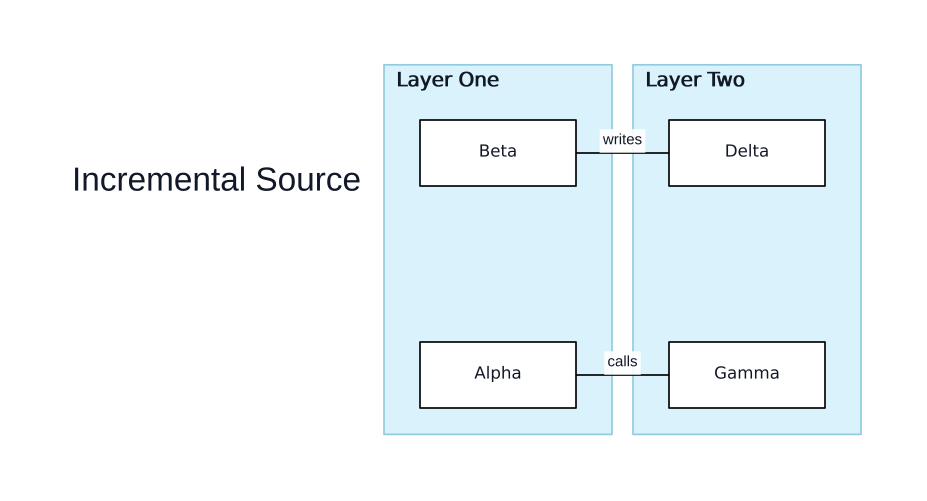 Incremental Source
Layer One
Layer Two
Beta
writes
Delta
Alpha
calls
Gamma